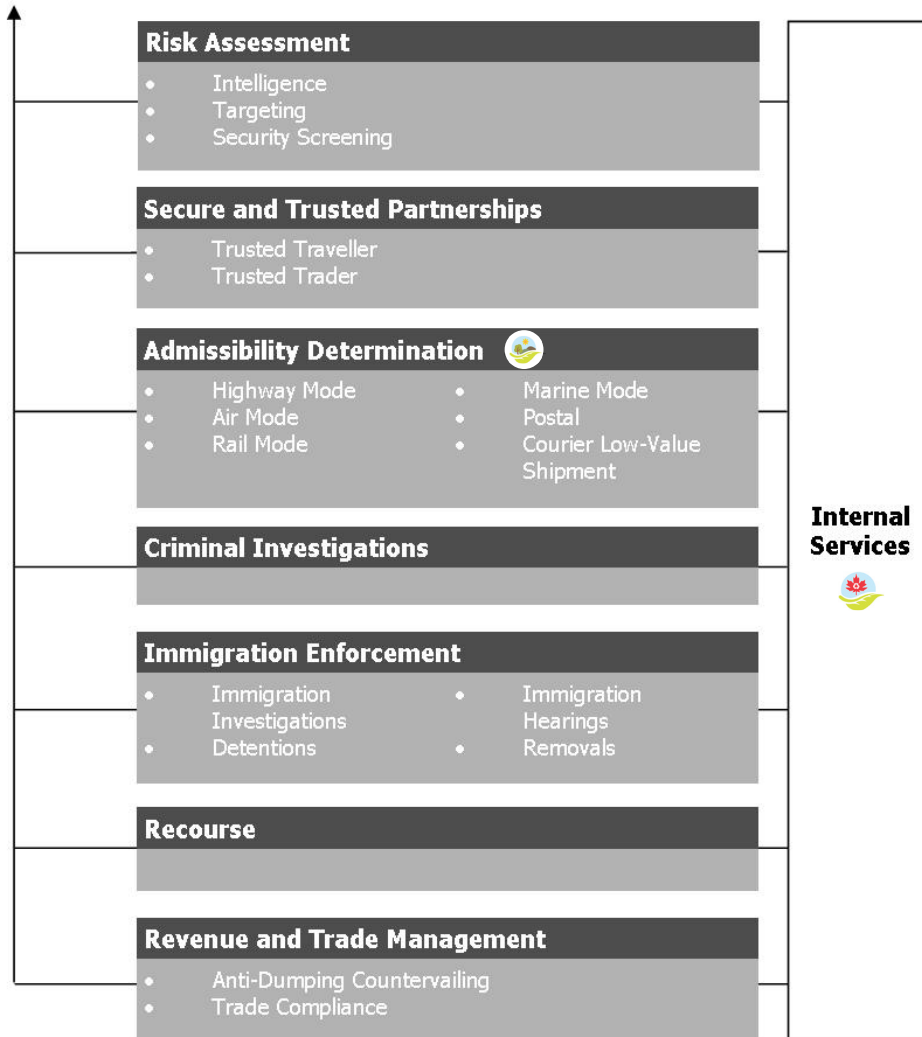 Risk Assessment
• Intelligence
• Targeting
• Security Screening
Secure and Trusted Partnerships
• Trusted Traveller
• Trusted Trader
Admissibility Determination
• Highway Mode
• Air Mode
• Rail Mode
• Marine Mode
• Postal
• Courier Low-Value
Shipment
Criminal Investigations
Immigration Enforcement
• Immigration
Investigations
• Detentions
• Immigration
Hearings
• Removals
Recourse
Revenue and Trade Management
• Anti-Dumping Countervailing
• Trade Compliance
Internal
Services